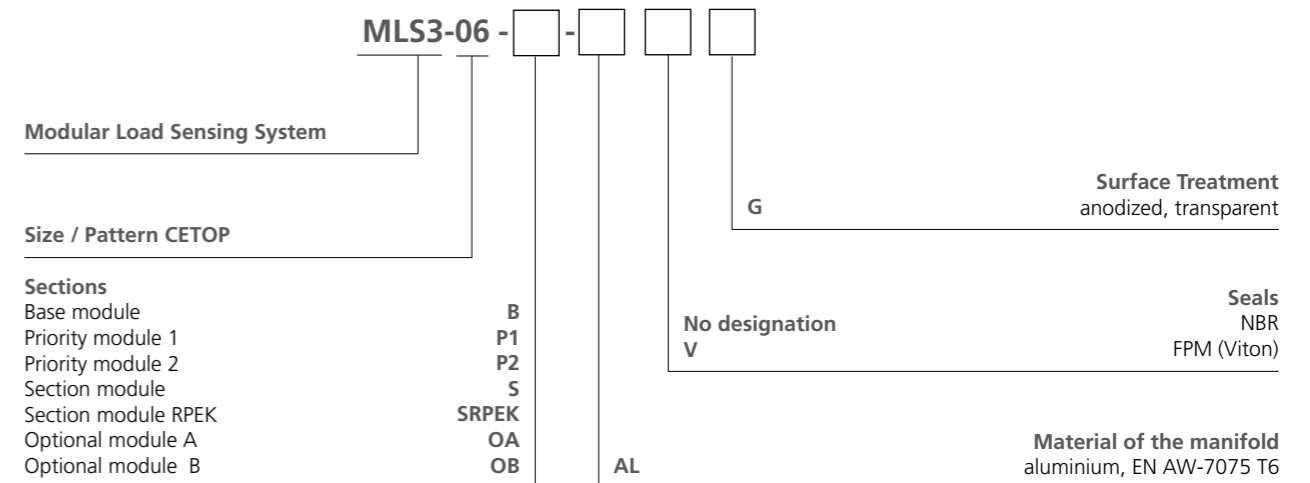 MLS3-06 - -
Modular Load Sensing System
Surface Treatment
G anodized, transparent
Size / Pattern CETOP
Sections
Base module B
Priority module 1 P1
Priority module 2 P2
Section module S
Section module RPEK SRPEK
Optional module A OA
Optional module B OB
Seals
No designation NBR
V FPM (Viton)
Material of the manifold
AL aluminium, EN AW-7075 T6